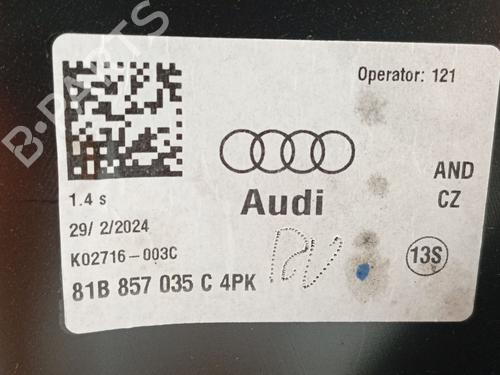 Operator: 121
B-PARTS
Audi
AND
CZ
1.4 s
29/ 2/2024
K02716-003C
13S
81B 857 035 C 4PK